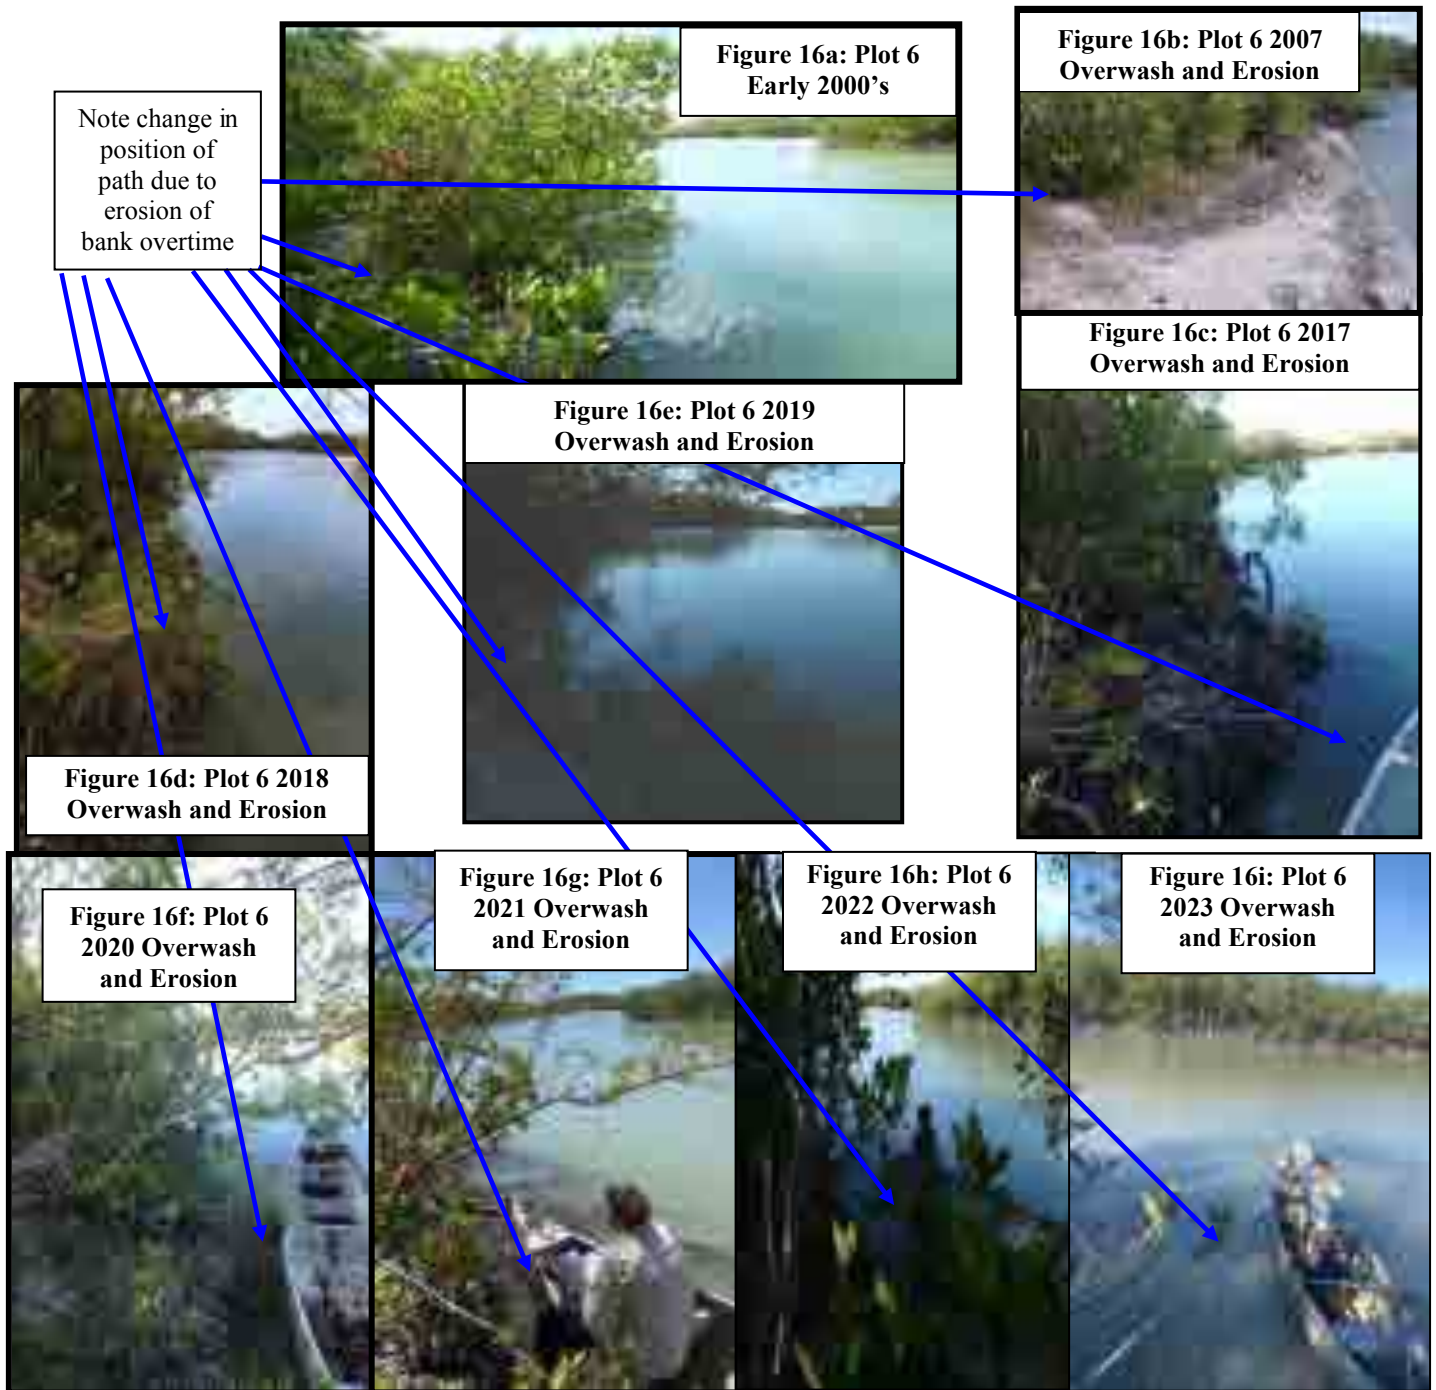 Figure 16a: Plot 6
Early 2000's
Figure 16b: Plot 6 2007
Overwash and Erosion
Note change in
position of
path due to
erosion of
bank overtime
Figure 16c: Plot 6 2017
Overwash and Erosion
Figure 16e: Plot 6 2019
Overwash and Erosion
Figure 16d: Plot 6 2018
Overwash and Erosion
Figure 16f: Plot 6
2020 Overwash
and Erosion
Figure 16g: Plot 6
2021 Overwash
and Erosion
Figure 16h: Plot 6
2022 Overwash
and Erosion
Figure 16i: Plot 6
2023 Overwash
and Erosion